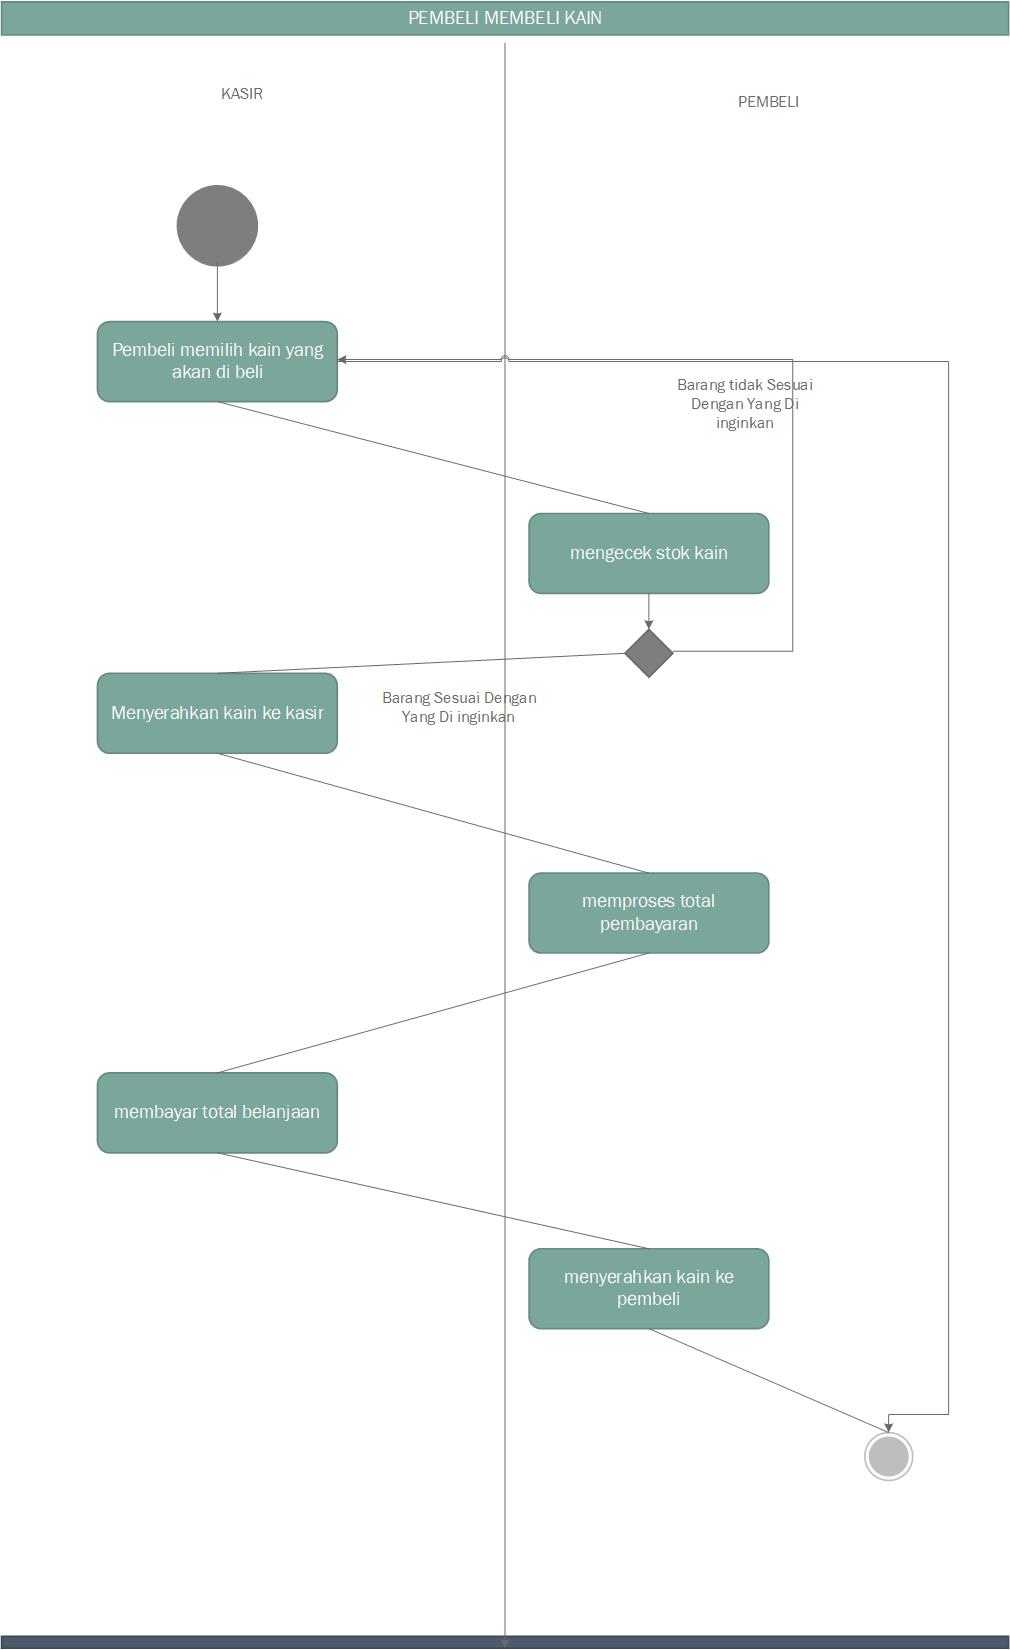 PEMBELI MEMBELI KAIN
KASIR
PEMBELI
Pembeli memilih kain yang
akan di beli
Barang tidak Sesuai
Dengan Yang Di
inginkan
mengecek stok kain
Menyerahkan kain ke kasir
Barang Sesuai Dengan
Yang Di inginkan
memproses total
pembayaran
membayar total belanjaan
menyerahkan kain ke
pembeli